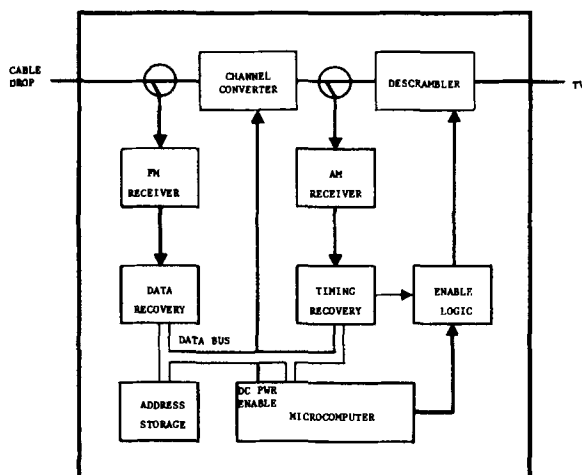 CABLE
DROP
CHANNEL
CONVERTER
DESCRAMBLER
TV
FM
RECEIVER
AM
RECEIVER
DATA
RECOVERY
TIMING
RECOVERY
ENABLE
LOGIC
DATA BUS
ADDRESS
STORAGE
DC PWR
ENABLE
MICROCOMPUTER